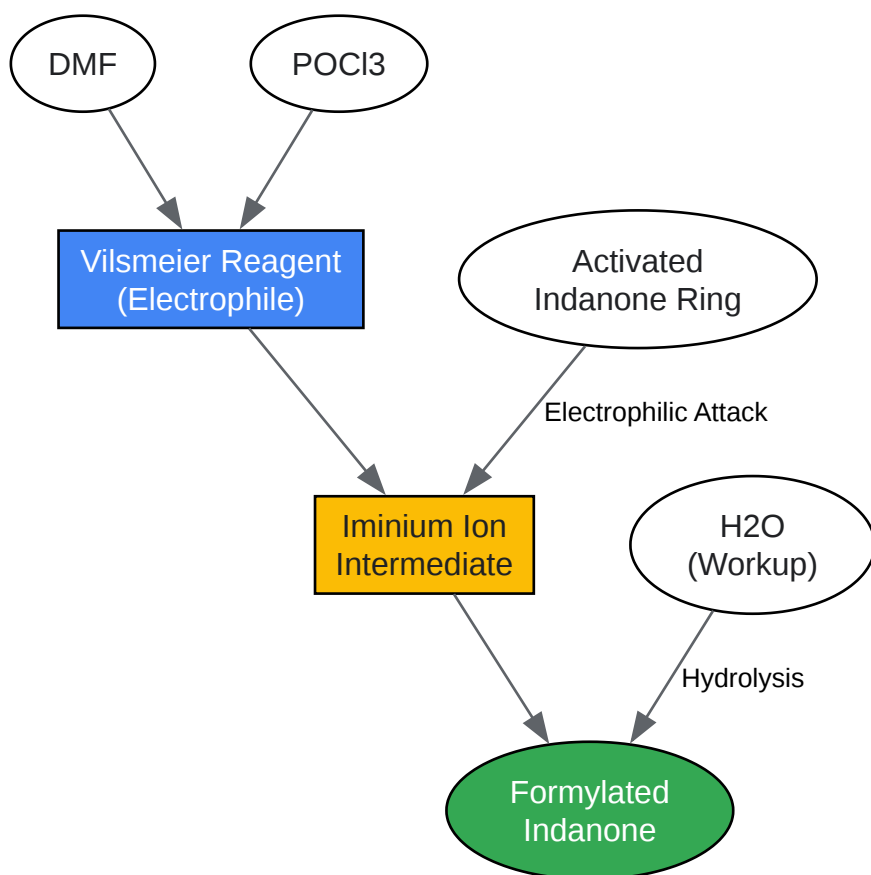 DMF
POCl3
Vilsmeier Reagent
(Electrophile)
Activated
Indanone Ring
Electrophilic Attack
Iminium Ion
Intermediate
H2O
(Workup)
Hydrolysis
Formylated
Indanone